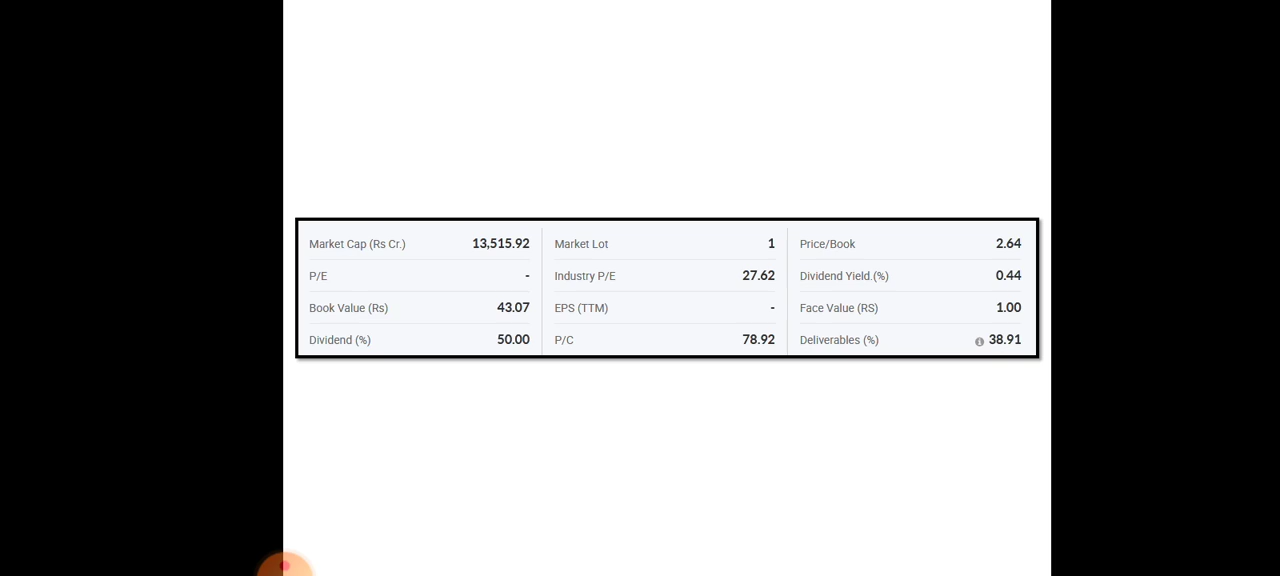 Market Cap (Rs Cr.) 13,515.92 Market Lot 1 Price/Book 2.64
P/E - Industry P/E 27.62 Dividend Yield.(%) 0.44
Book Value (Rs) 43.07 EPS (TTM) - Face Value (RS) 1.00
Dividend (%) 50.00 P/C 78.92 Deliverables (%) 38.91